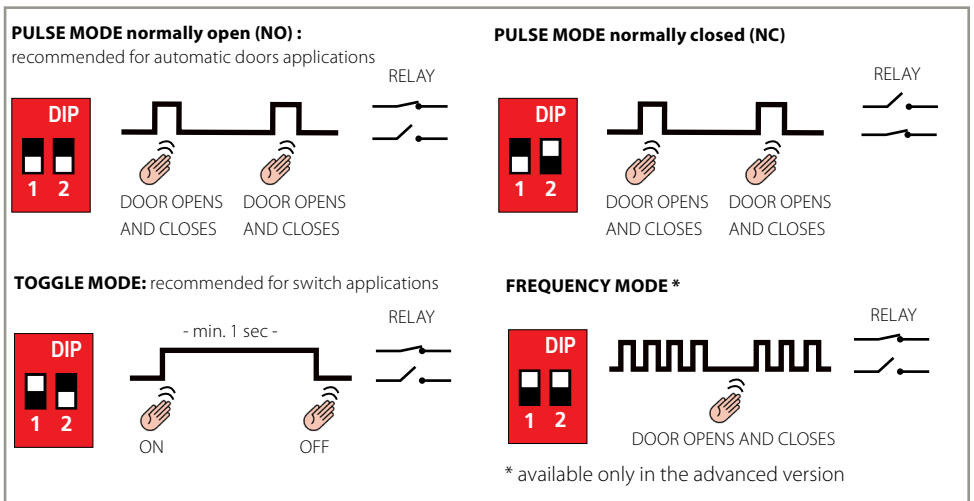 PULSE MODE normally open (NO) :
recommended for automatic doors applications
RELAY
DIP
1 2
DOOR OPENS
AND CLOSES
DOOR OPENS
AND CLOSES
PULSE MODE normally closed (NC)
RELAY
DIP
1 2
DOOR OPENS
AND CLOSES
DOOR OPENS
AND CLOSES
TOGGLE MODE: recommended for switch applications
RELAY
- min. 1 sec -
DIP
1 2
ON
OFF
FREQUENCY MODE *
RELAY
DIP
1 2
DOOR OPENS AND CLOSES
* available only in the advanced version